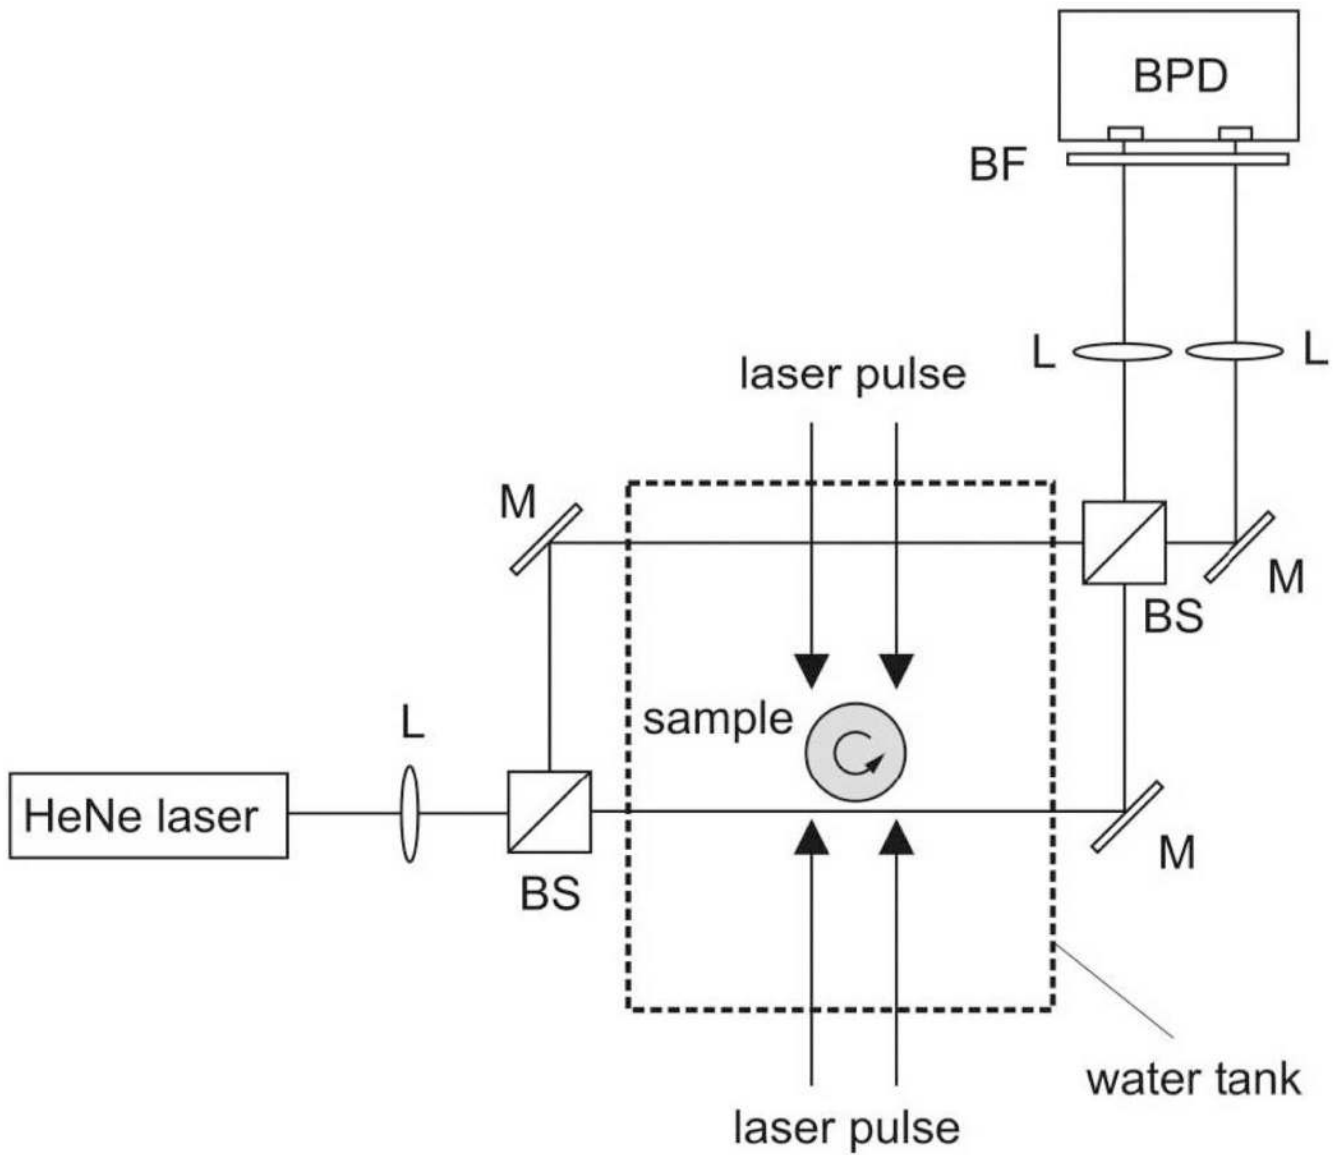 BPD
BF
L
L
laser pulse
M
M
BS
sample
L
HeNe laser
M
BS
water tank
laser pulse